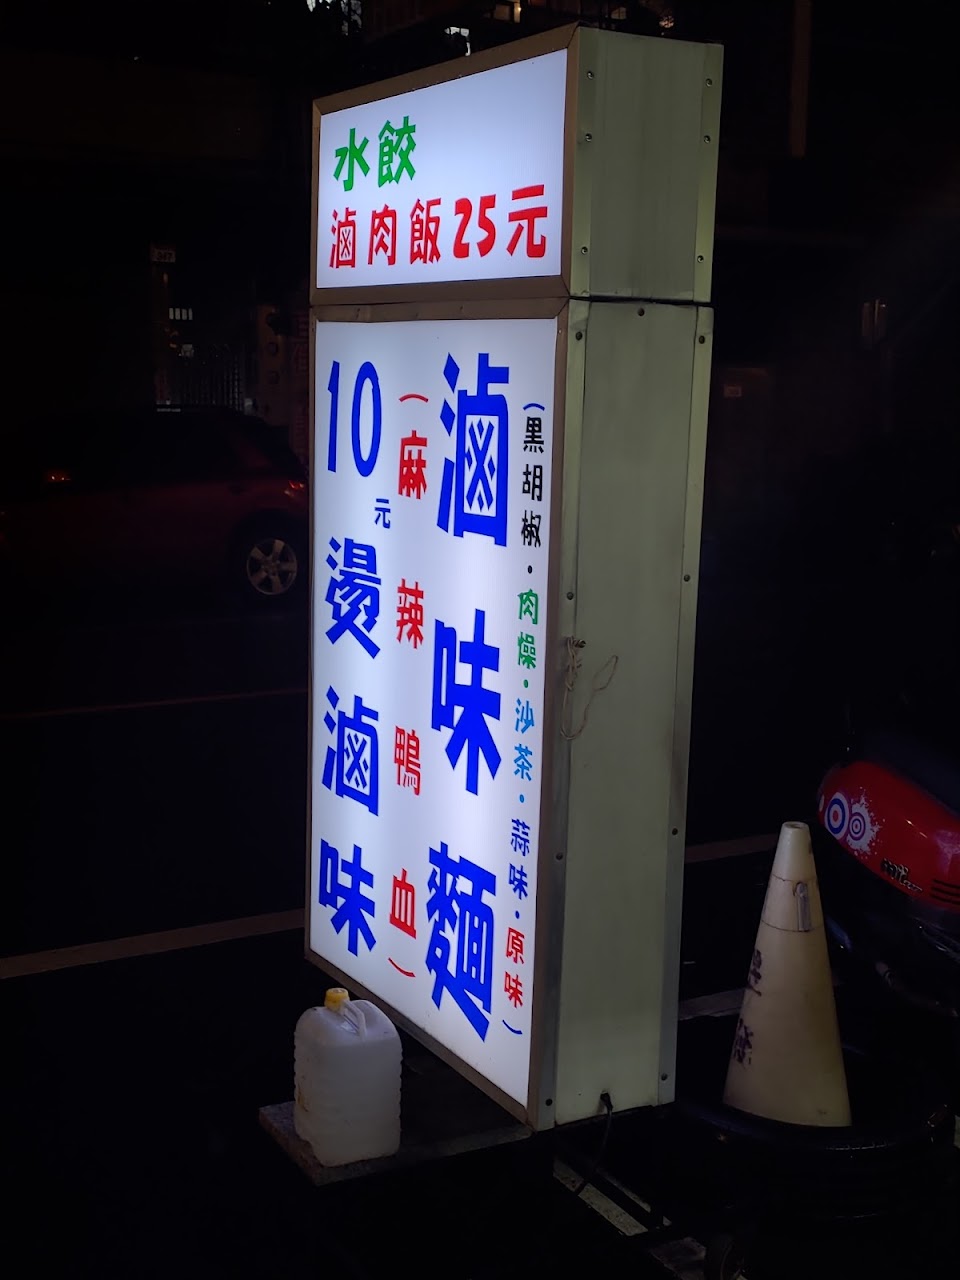 水餃
滷肉飯25元
(黑胡椒·肉燥·沙茶·蒜味·原味)
滷味麵
(麻辣鴨血)
10元燙滷味